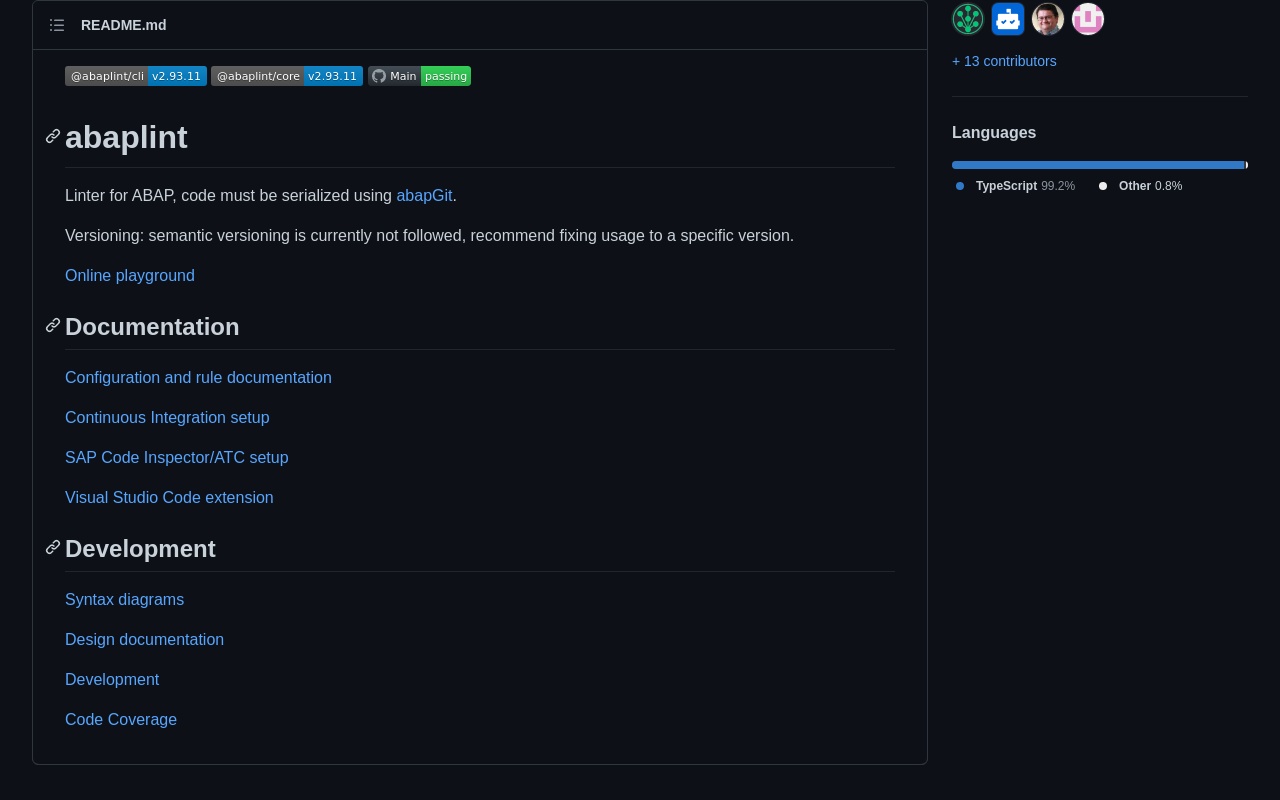 README.md
@abaplint/cli v2.93.11 @abaplint/core v2.93.11 Main passing
abaplint
Linter for ABAP, code must be serialized using abapGit.
Versioning: semantic versioning is currently not followed, recommend fixing usage to a specific version.
Online playground
Documentation
Configuration and rule documentation
Continuous Integration setup
SAP Code Inspector/ATC setup
Visual Studio Code extension
Development
Syntax diagrams
Design documentation
Development
Code Coverage
+ 13 contributors
Languages
TypeScript 99.2% Other 0.8%